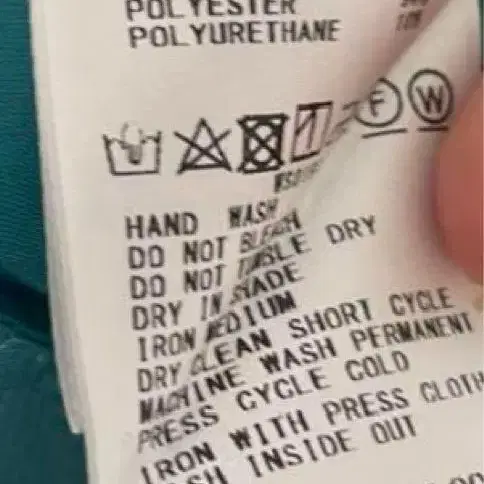 POLYESTER
POLYURETHANE
F W
HAND WASH
DO NOT BLEACH
DO NOT TUMBLE DRY
DRY IN SHADE
IRON MEDIUM
DRY CLEAN SHORT CYCLE
MACHINE WASH PERMANENT
PRESS CYCLE COLD
IRON WITH PRESS CLOTH
INSIDE OUT